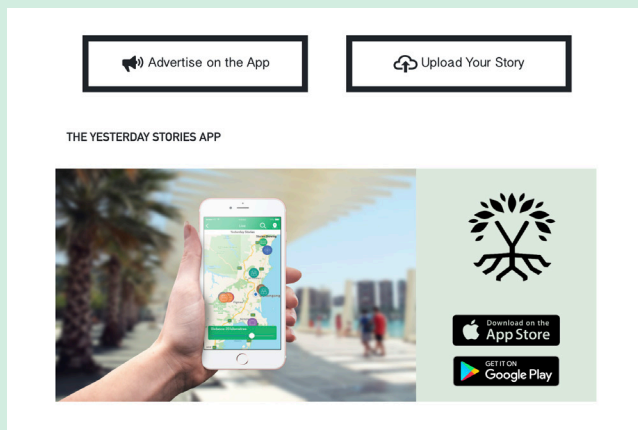 Advertise on the App
Upload Your Story
THE YESTERDAY STORIES APP
Download on the
App Store
GET IT ON
Google Play